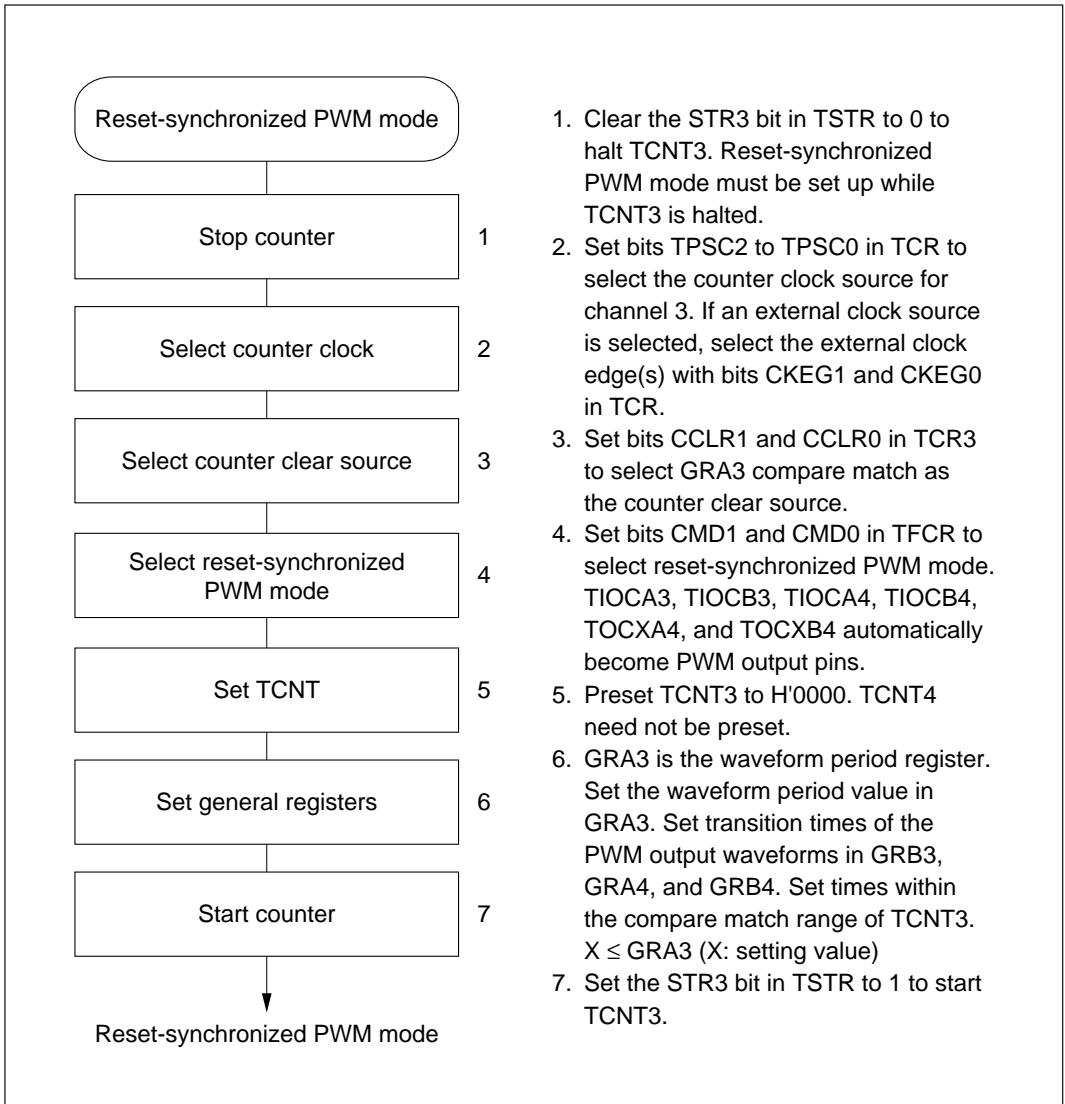 Reset-synchronized PWM mode
Stop counter
1
Select counter clock
2
Select counter clear source
3
Select reset-synchronized
PWM mode
4
Set TCNT
5
Set general registers
6
Start counter
7
Reset-synchronized PWM mode
1. Clear the STR3 bit in TSTR to 0 to
halt TCNT3. Reset-synchronized
PWM mode must be set up while
TCNT3 is halted.
2. Set bits TPSC2 to TPSC0 in TCR to
select the counter clock source for
channel 3. If an external clock source
is selected, select the external clock
edge(s) with bits CKEG1 and CKEG0
in TCR.
3. Set bits CCLR1 and CCLR0 in TCR3
to select GRA3 compare match as
the counter clear source.
4. Set bits CMD1 and CMD0 in TFCR to
select reset-synchronized PWM mode.
TIOCA3, TIOCB3, TIOCA4, TIOCB4,
TOCXA4, and TOCXB4 automatically
become PWM output pins.
5. Preset TCNT3 to H'0000. TCNT4
need not be preset.
6. GRA3 is the waveform period register.
Set the waveform period value in
GRA3. Set transition times of the
PWM output waveforms in GRB3,
GRA4, and GRB4. Set times within
the compare match range of TCNT3.
X ≤ GRA3 (X: setting value)
7. Set the STR3 bit in TSTR to 1 to start
TCNT3.